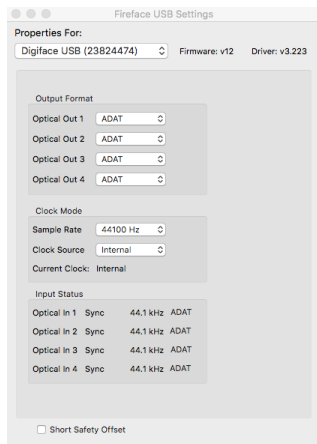 Fireface USB Settings
Properties For:
Digiface USB (23824474) Firmware: v12 Driver: v3.223
Output Format
Optical Out 1 ADAT
Optical Out 2 ADAT
Optical Out 3 ADAT
Optical Out 4 ADAT
Clock Mode
Sample Rate 44100 Hz
Clock Source Internal
Current Clock: Internal
Input Status
Optical In 1 Sync 44.1 kHz ADAT
Optical In 2 Sync 44.1 kHz ADAT
Optical In 3 Sync 44.1 kHz ADAT
Optical In 4 Sync 44.1 kHz ADAT
Short Safety Offset